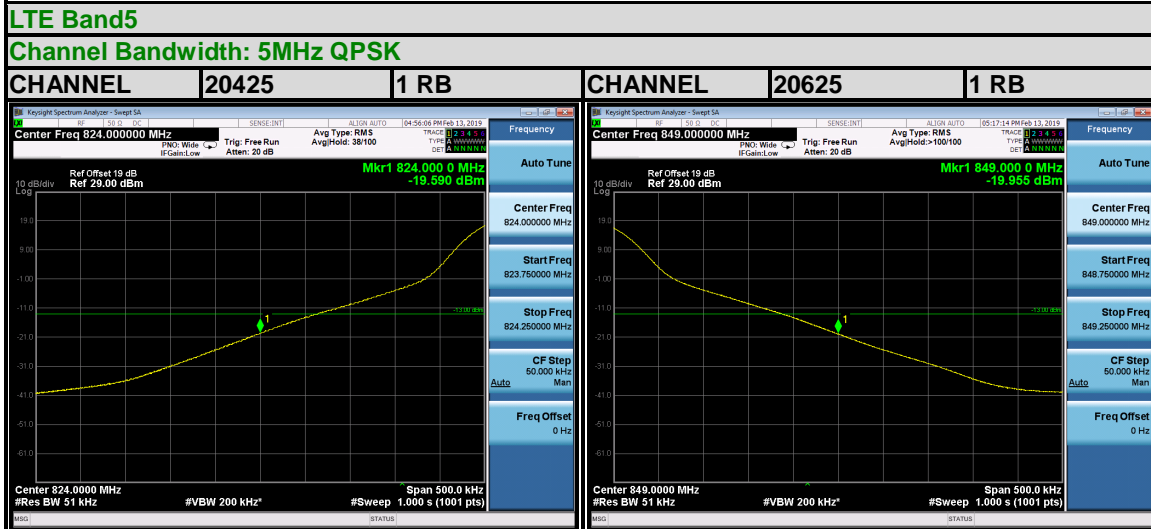 LTE Band5
Channel Bandwidth: 5MHz QPSK
CHANNEL 20425 1 RB CHANNEL 20625 1 RB
Keysight Spectrum Analyzer - Swept SA
RF 50 Ω DC SENSE:INT ALIGN AUTO 04:56:06 PM Feb 13, 2019
Center Freq 824.000000 MHz
PNO: Wide
IFGain:Low
Trig: Free Run
Atten: 20 dB
Avg Type: RMS
Avg|Hold: 38/100
TRACE 1 2 3 4 5 6
TYPE A WWWWW
DET A NNNNN
Mkr1 824.000 0 MHz
-19.590 dBm
Ref Offset 19 dB
10 dB/div Ref 29.00 dBm
Log
19.0
9.00
-1.00
-11.0
-13.00 dBm
1
-21.0
-31.0
-41.0
-51.0
-61.0
Center 824.0000 MHz Span 500.0 kHz
#Res BW 51 kHz #VBW 200 kHz* #Sweep 1.000 s (1001 pts)
MSG STATUS
Frequency
Auto Tune
Center Freq
824.000000 MHz
Start Freq
823.750000 MHz
Stop Freq
824.250000 MHz
CF Step
50.000 kHz
Auto Man
Freq Offset
0 Hz
Keysight Spectrum Analyzer - Swept SA
RF 50 Ω DC SENSE:INT ALIGN AUTO 05:17:14 PM Feb 13, 2019
Center Freq 849.000000 MHz
PNO: Wide
IFGain:Low
Trig: Free Run
Atten: 20 dB
Avg Type: RMS
Avg|Hold:>100/100
TRACE 1 2 3 4 5 6
TYPE A WWWWW
DET A NNNNN
Mkr1 849.000 0 MHz
-19.955 dBm
Ref Offset 19 dB
10 dB/div Ref 29.00 dBm
Log
19.0
9.00
-1.00
-11.0
-13.00 dBm
1
-21.0
-31.0
-41.0
-51.0
-61.0
Center 849.0000 MHz Span 500.0 kHz
#Res BW 51 kHz #VBW 200 kHz* #Sweep 1.000 s (1001 pts)
MSG STATUS
Frequency
Auto Tune
Center Freq
849.000000 MHz
Start Freq
848.750000 MHz
Stop Freq
849.250000 MHz
CF Step
50.000 kHz
Auto Man
Freq Offset
0 Hz